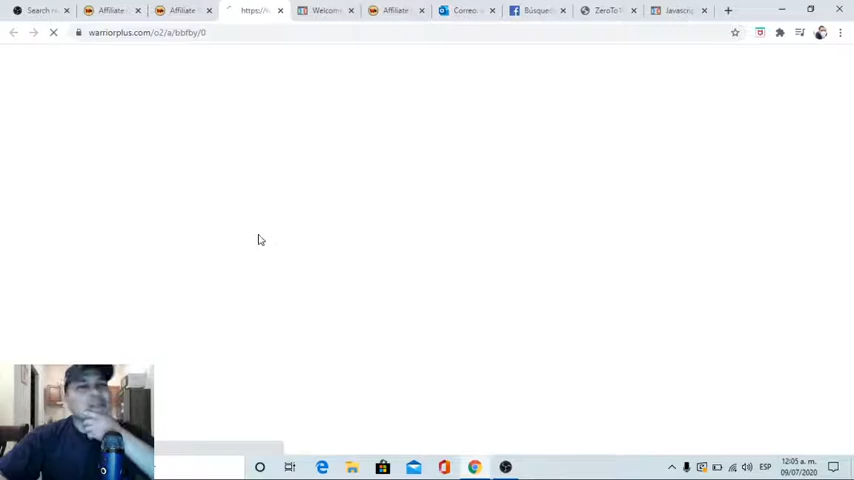 Search r
Affiliate
Affiliate
https://
Welcome
Affiliate
Correo
Búsqued
ZeroToT
Javascrip
warriorplus.com/o2/a/bbfby/0
ESP
12:05 a. m.
09/07/2020